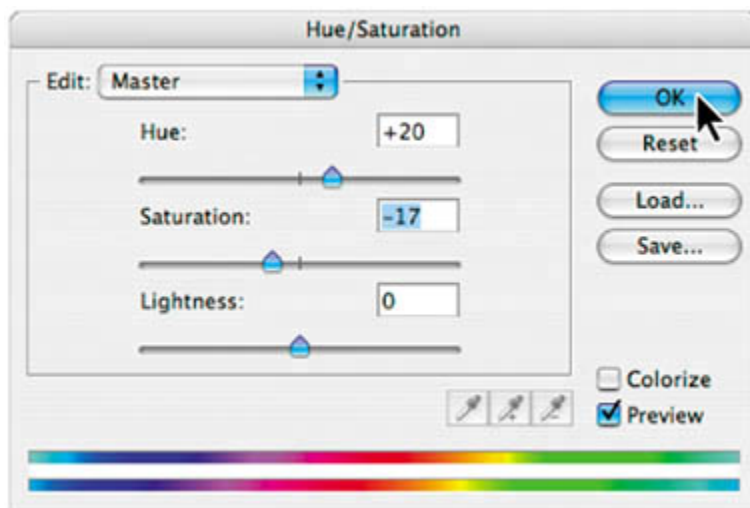 Hue/Saturation
Edit: Master
OK
Hue: +20
Reset
Saturation: -17
Load...
Save...
Lightness: 0
Colorize
Preview